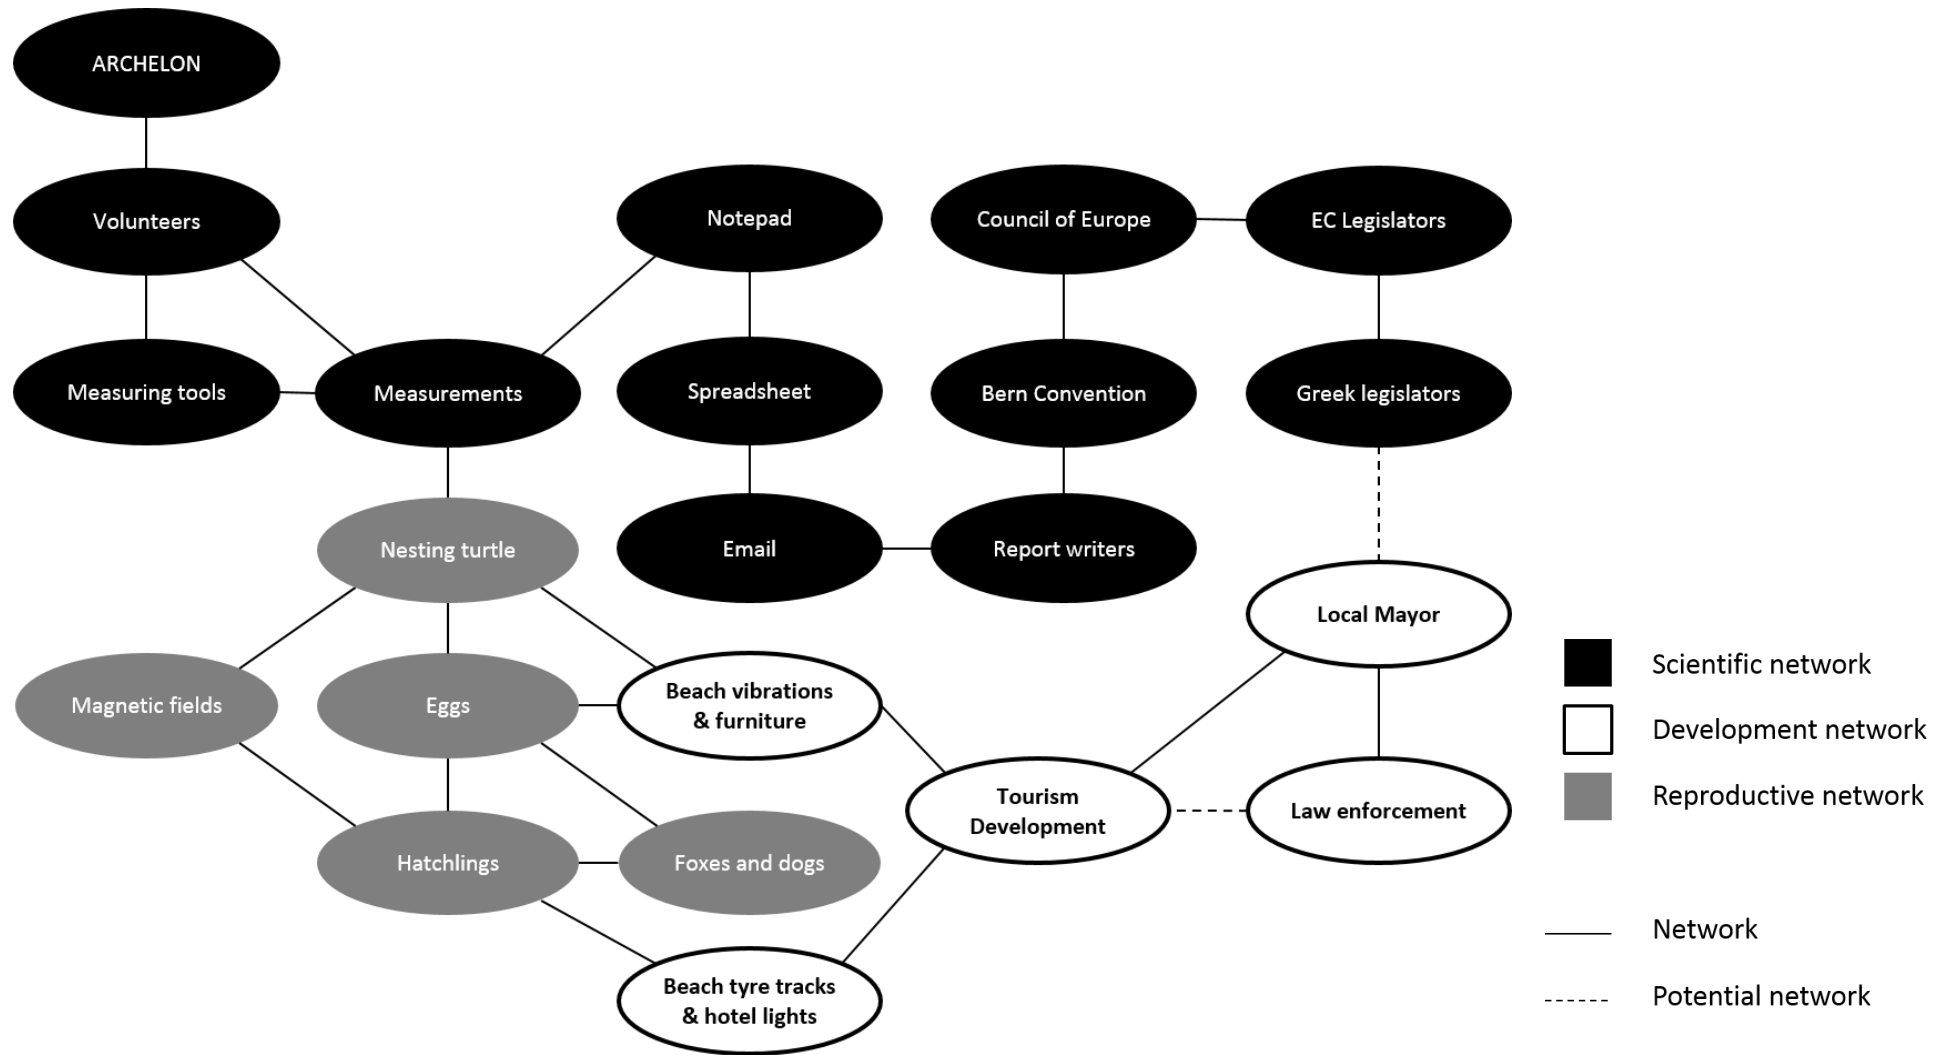 ARCHELON
Volunteers
Notepad
Council of Europe
EC Legislators
Measuring tools
Measurements
Spreadsheet
Bern Convention
Greek legislators
Nesting turtle
Email
Report writers
Local Mayor
Magnetic fields
Eggs
Beach vibrations
& furniture
Tourism
Development
Law enforcement
Hatchlings
Foxes and dogs
Beach tyre tracks
& hotel lights
Scientific network
Development network
Reproductive network
Network
Potential network